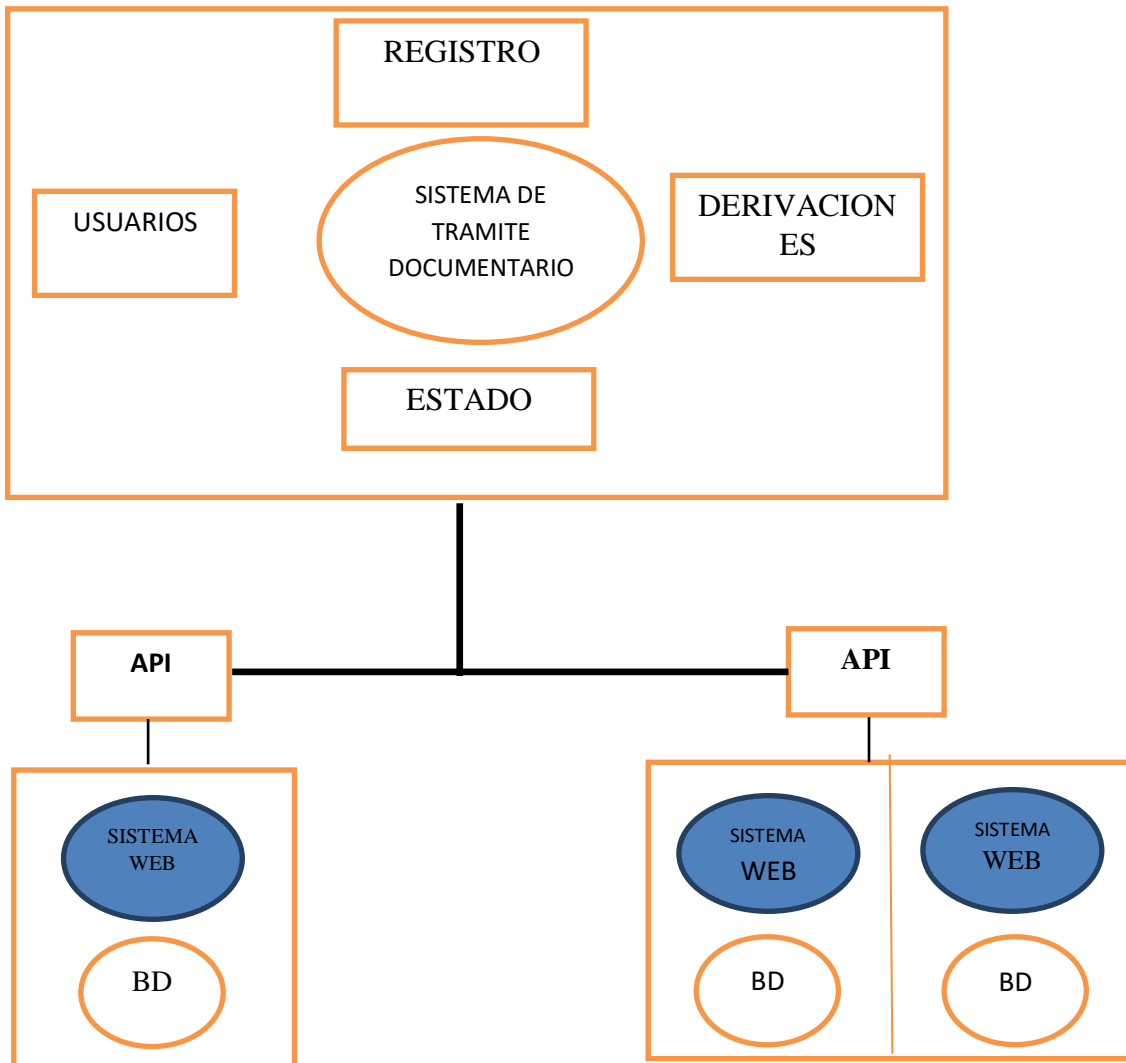 REGISTRO
USUARIOS
SISTEMA DE
TRAMITE
DOCUMENTARIO
DERIVACION
ES
ESTADO
API
API
SISTEMA
WEB
BD
SISTEMA
WEB
BD
SISTEMA
WEB
BD